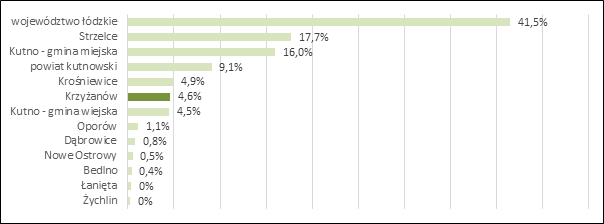 województwo łódzkie 41,5%
Strzelce 17,7%
Kutno - gmina miejska 16,0%
powiat kutnowski 9,1%
Krośniewice 4,9%
Krzyżanów 4,6%
Kutno - gmina wiejska 4,5%
Oporów 1,1%
Dąbrowice 0,8%
Nowe Ostrowy 0,5%
Bedlno 0,4%
Łanięta 0%
Żychlin 0%